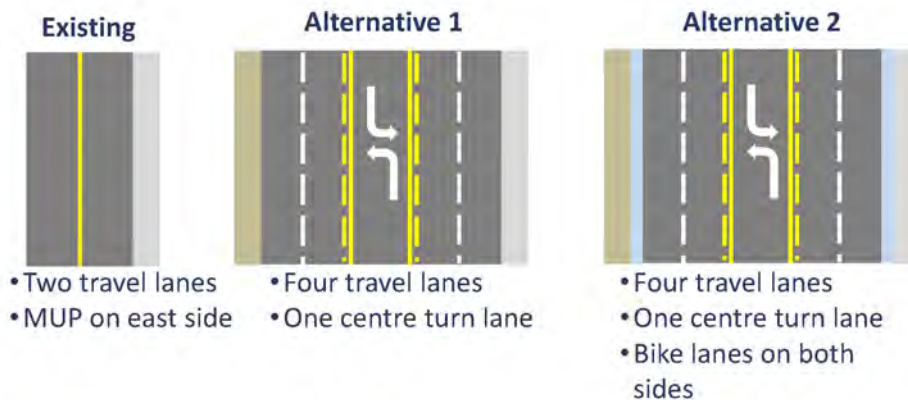 Existing
Alternative 1
Alternative 2
•Two travel lanes
•MUP on east side
•Four travel lanes
•One centre turn lane
•Four travel lanes
•One centre turn lane
•Bike lanes on both
sides